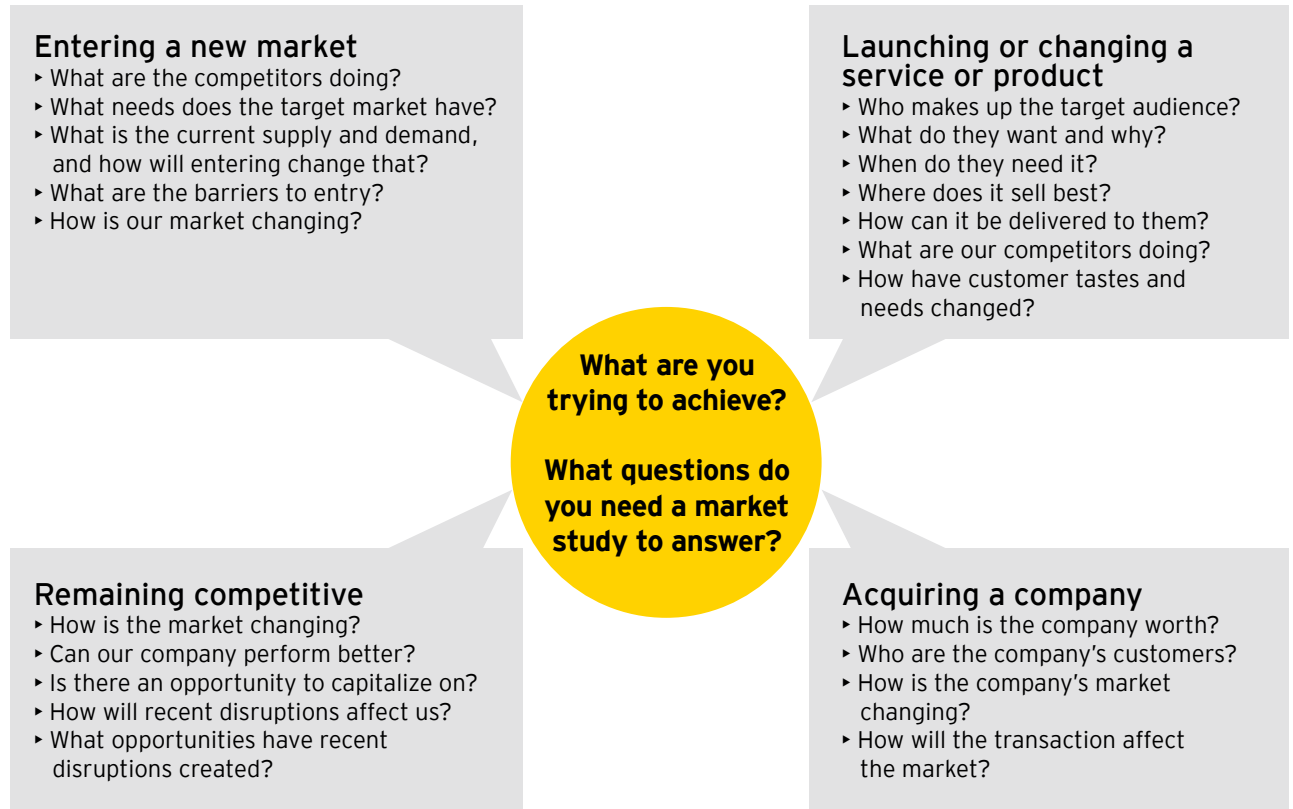 Entering a new market
‣ What are the competitors doing?
‣ What needs does the target market have?
‣ What is the current supply and demand,
and how will entering change that?
‣ What are the barriers to entry?
‣ How is our market changing?
Launching or changing a
service or product
‣ Who makes up the target audience?
‣ What do they want and why?
‣ When do they need it?
‣ Where does it sell best?
‣ How can it be delivered to them?
‣ What are our competitors doing?
‣ How have customer tastes and
needs changed?
What are you
trying to achieve?
What questions do
you need a market
study to answer?
Remaining competitive
‣ How is the market changing?
‣ Can our company perform better?
‣ Is there an opportunity to capitalize on?
‣ How will recent disruptions affect us?
‣ What opportunities have recent
disruptions created?
Acquiring a company
‣ How much is the company worth?
‣ Who are the company’s customers?
‣ How is the company’s market
changing?
‣ How will the transaction affect
the market?